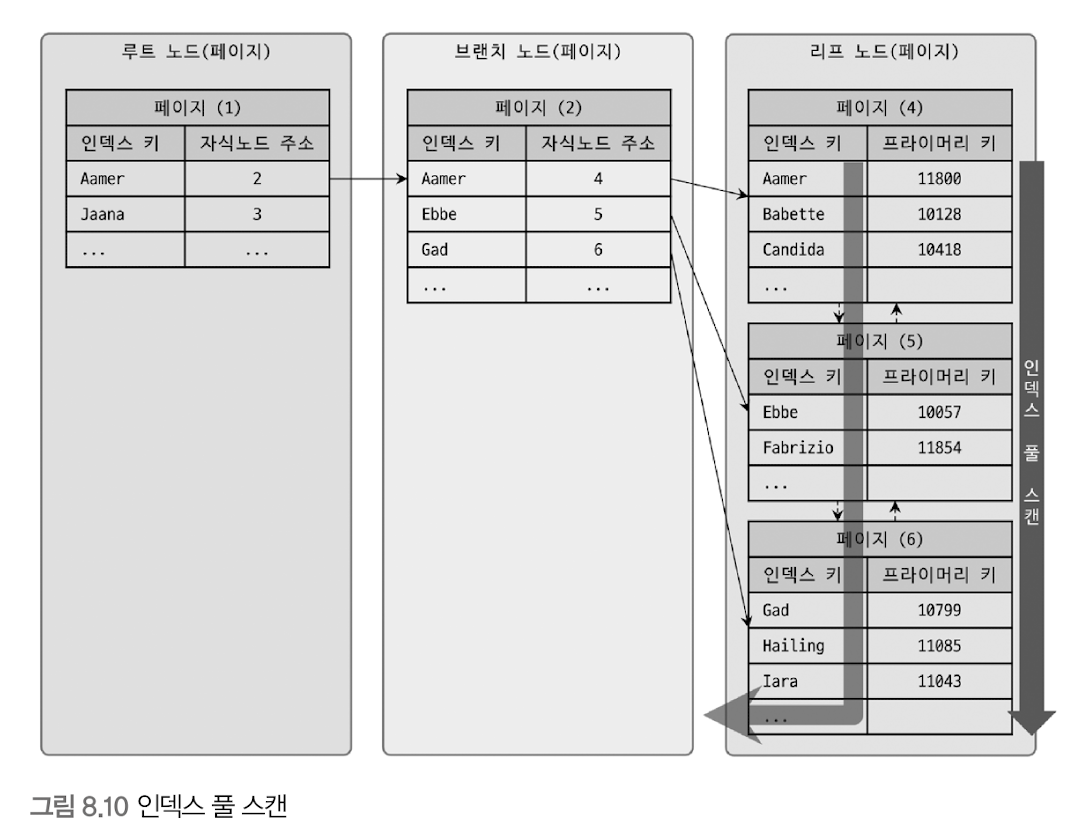 루트 노드(페이지)
페이지 (1)
인덱스 키 자식노드 주소
Aamer 2
Jaana 3
... ...
브랜치 노드(페이지)
페이지 (2)
인덱스 키 자식노드 주소
Aamer 4
Ebbe 5
Gad 6
... ...
리프 노드(페이지)
페이지 (4)
인덱스 키 프라이머리 키
Aamer 11800
Babette 10128
Candida 10418
...
페이지 (5)
인덱스 키 프라이머리 키
Ebbe 10057
Fabrizio 11854
...
페이지 (6)
인덱스 키 프라이머리 키
Gad 10799
Hailing 11085
Iara 11043
...
인덱스 풀 스캔
그림 8.10 인덱스 풀 스캔